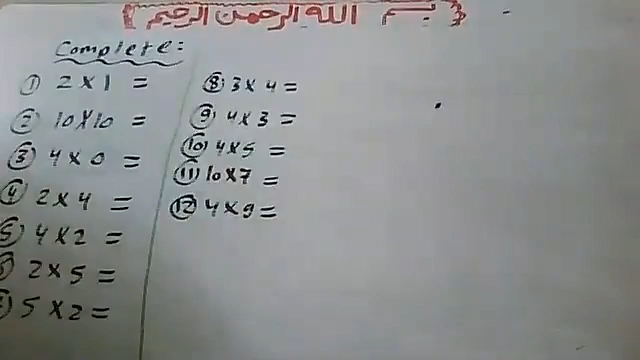 بسم الله الرحمن الرحيم
Complete:
① 2 x 1 =
② 10 x 10 =
③ 4 x 0 =
④ 2 x 4 =
⑤ 4 x 2 =
2 x 5 =
5 x 2 =
⑧ 3 x 4 =
⑨ 4 x 3 =
⑩ 4 x 5 =
⑪ 10 x 7 =
⑫ 4 x 9 =